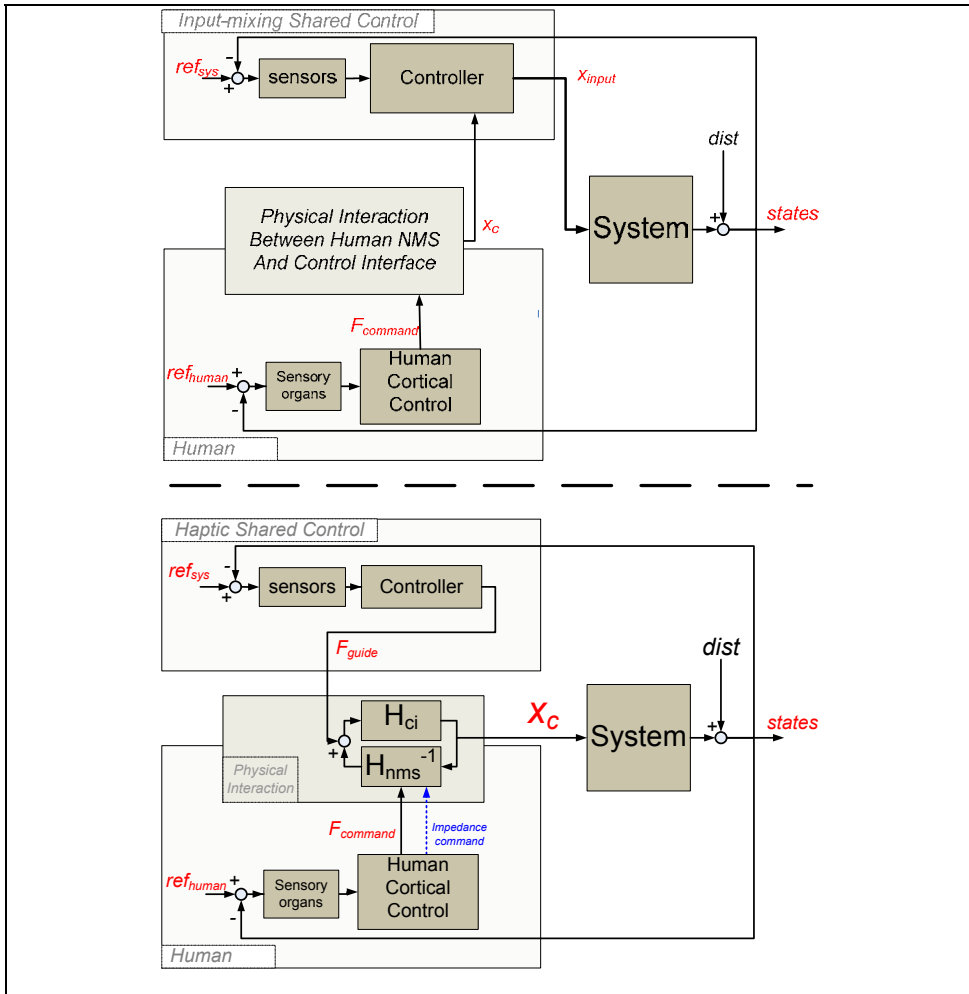 Input-mixing Shared Control
-
ref_sys
+
sensors
Controller
x_input
dist
Physical Interaction
Between Human NMS
And Control Interface
x_c
System
+
states
F_command
ref_human
+
-
Sensory
organs
Human
Cortical
Control
Human
Haptic Shared Control
-
ref_sys
+
sensors
Controller
F_guide
dist
H_ci
x_c
System
+
states
+
H_nms^-1
Physical
Interaction
F_command
Impedance
command
ref_human
+
-
Sensory
organs
Human
Cortical
Control
Human